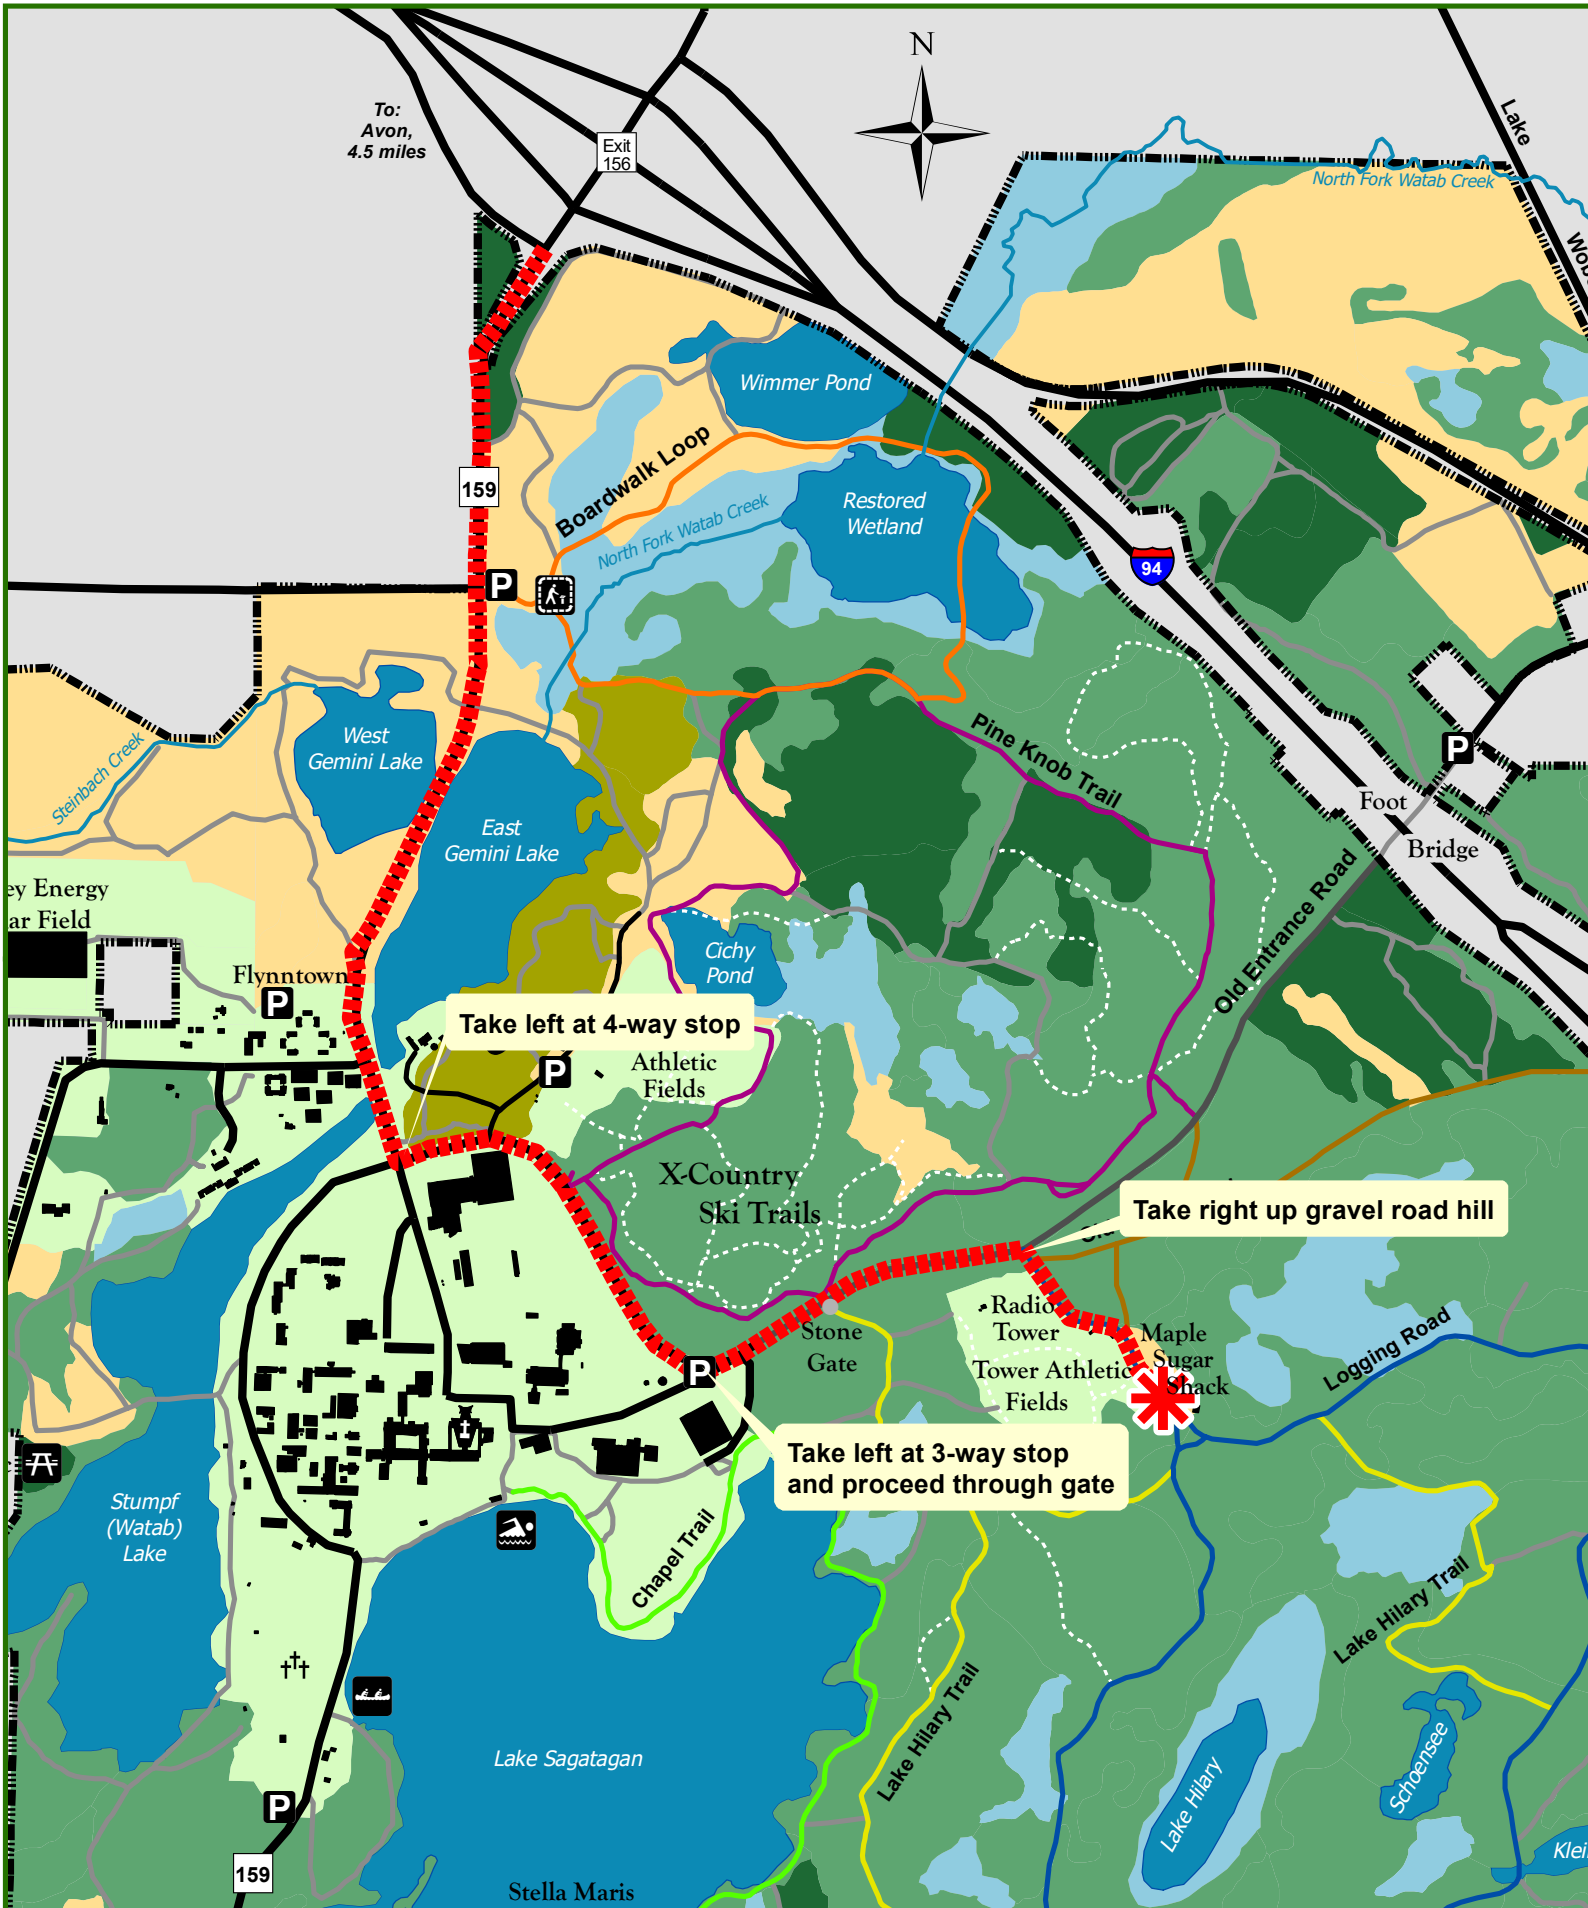 N
To:
Avon,
4.5 miles
Exit
156
Lake
North Fork Watab Creek
Wimmer Pond
Boardwalk Loop
159
North Fork Watab Creek
Restored
Wetland
94
P
P
West
Gemini Lake
Steinbach Creek
Pine Knob Trail
East
Gemini Lake
Foot
Bridge
ey Energy
ar Field
Old Entrance Road
Cichy
Pond
Flynntown
P
Take left at 4-way stop
P
Athletic
Fields
X-Country
Ski Trails
Take right up gravel road hill
Radio
Tower
Stone
Gate
Maple
Sugar
Shack
Tower Athletic
Fields
Logging Road
P
Take left at 3-way stop
and proceed through gate
Stumpf
(Watab)
Lake
Chapel Trail
Lake Hilary Trail
Lake Hilary Trail
Lake Sagatagan
Lake Hilary
Schoensee
P
159
Stella Maris